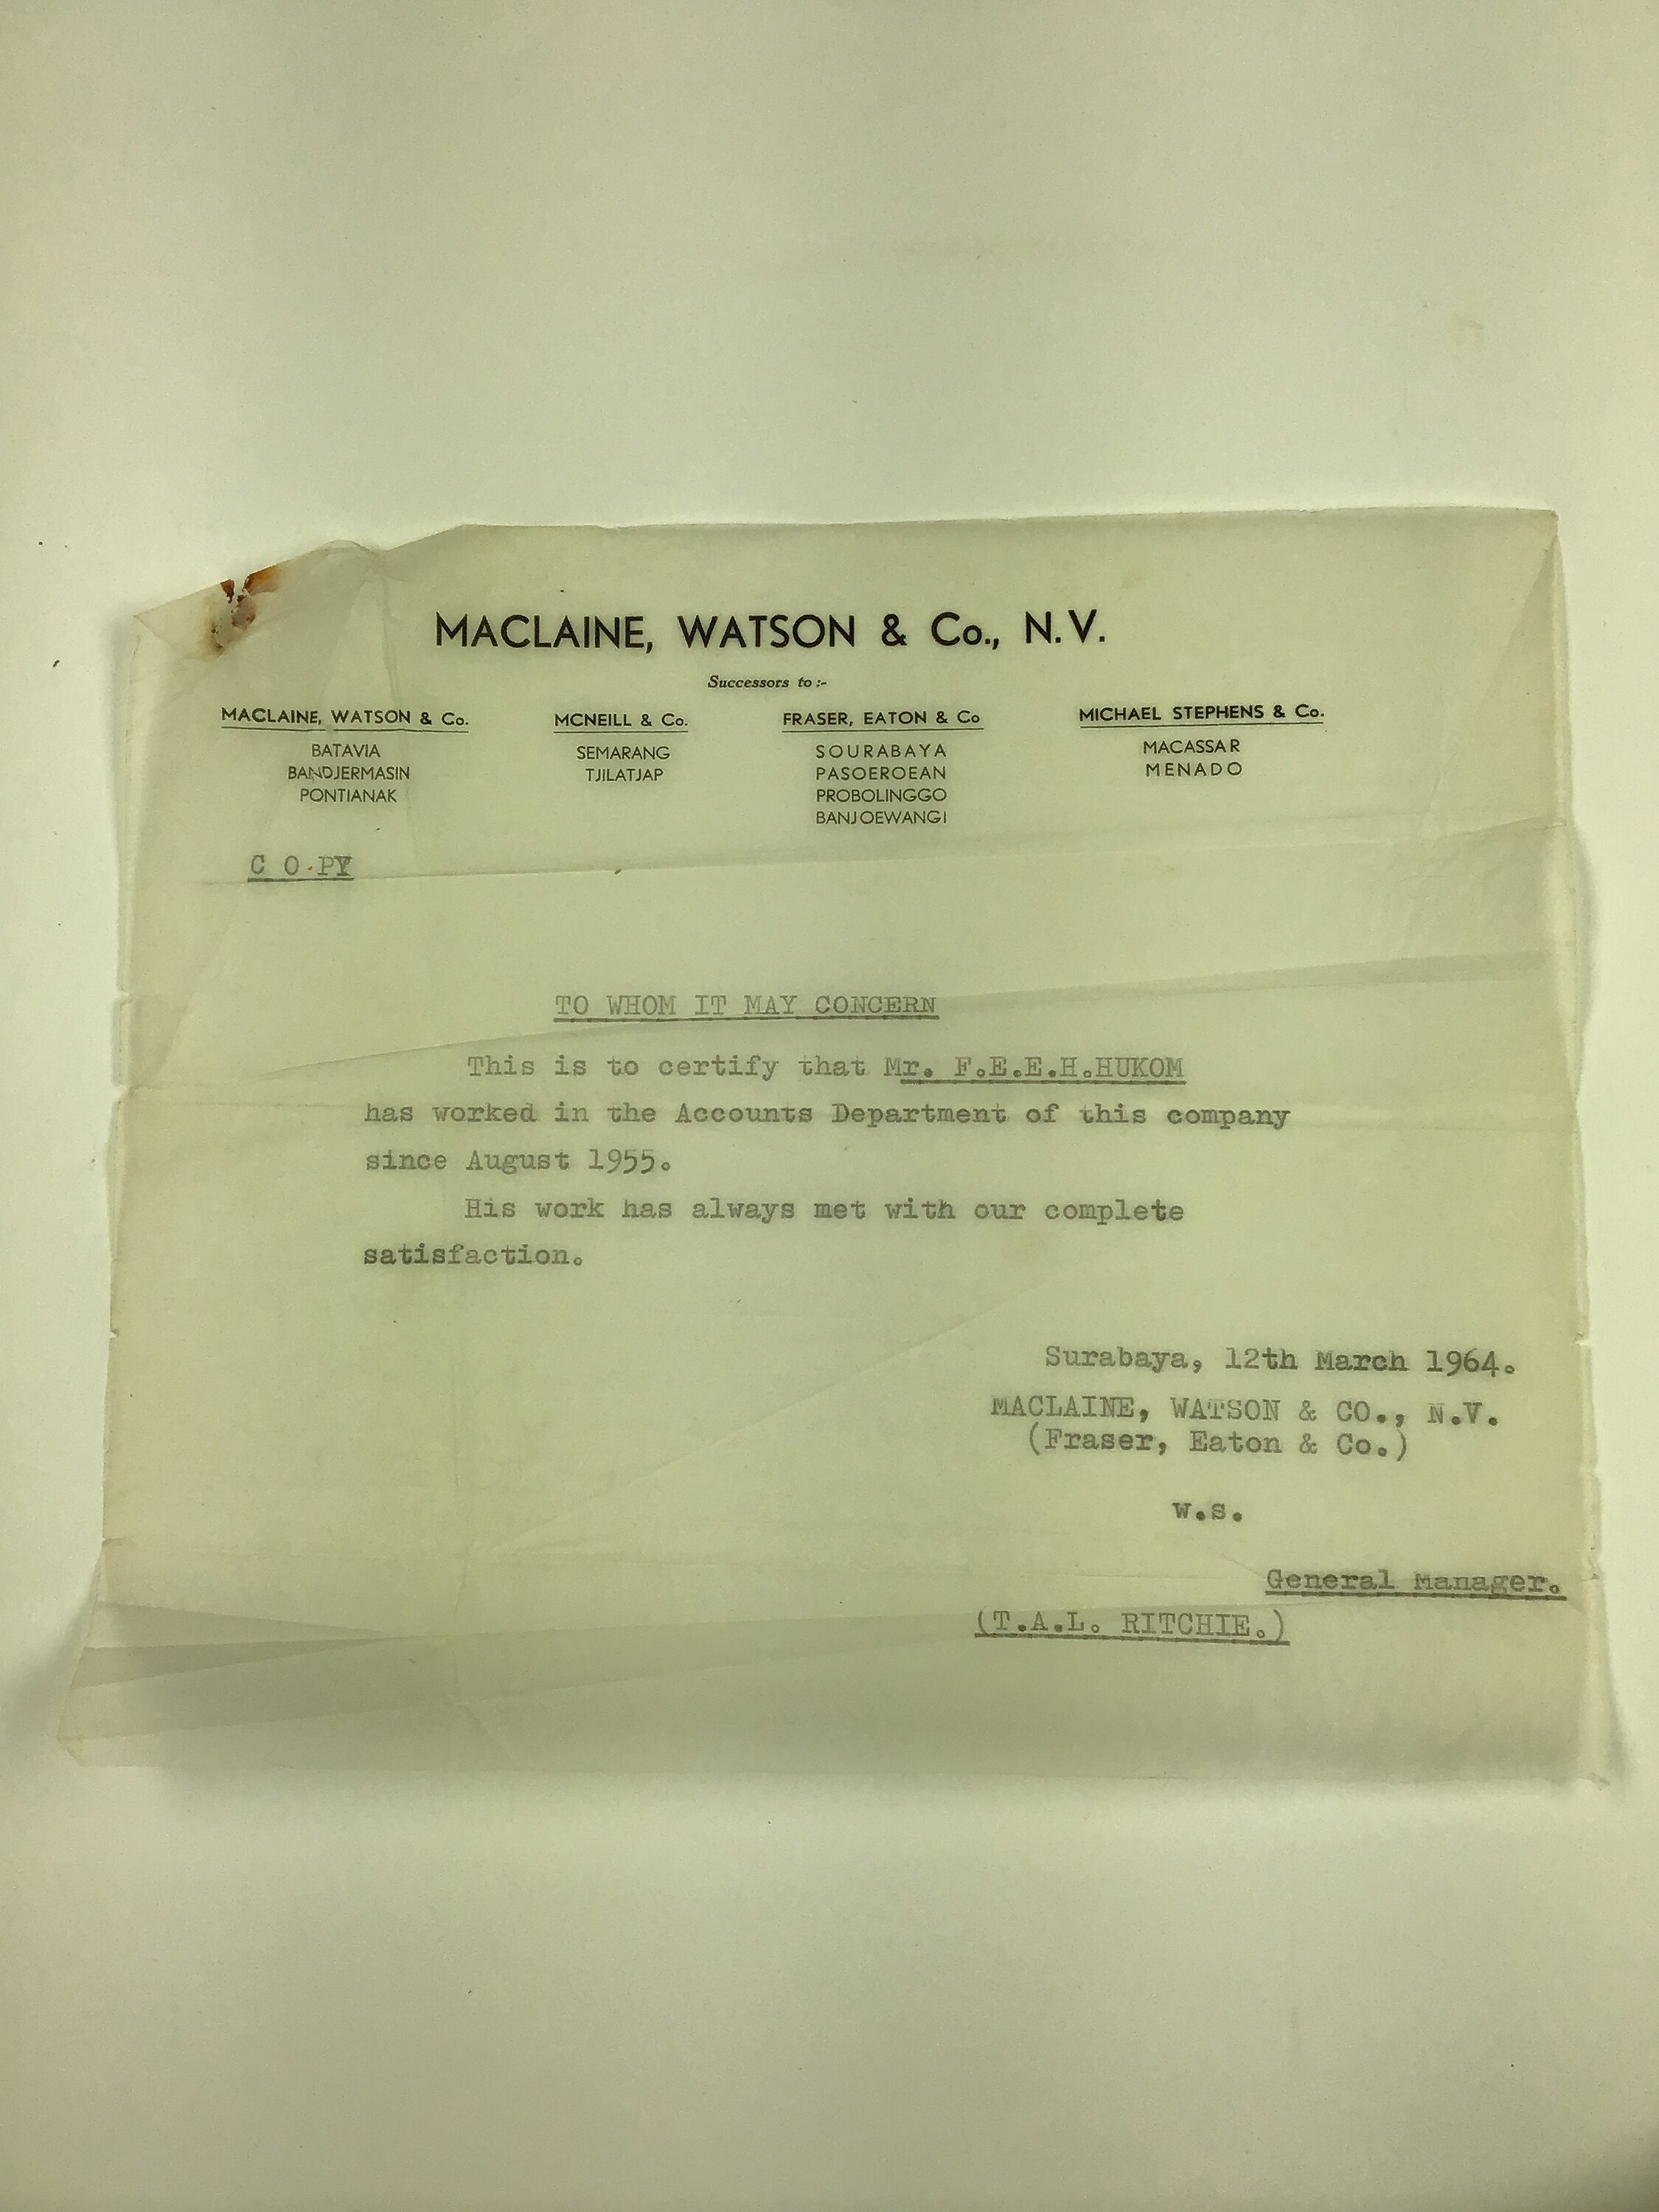 MACLAINE, WATSON & Co., N.V.
Successors to :-
MACLAINE, WATSON & Co.
BATAVIA
BANDJERMASIN
PONTIANAK
MCNEILL & Co.
SEMARANG
TJILATJAP
FRASER, EATON & Co
SOURABAYA
PASOEROEAN
PROBOLINGGO
BANJOEWANGI
MICHAEL STEPHENS & Co.
MACASSAR
MENADO
C O PY
TO WHOM IT MAY CONCERN
This is to certify that Mr. F.E.E.H.HUKOM
has worked in the Accounts Department of this company
since August 1955.
His work has always met with our complete
satisfaction.
Surabaya, 12th March 1964.
MACLAINE, WATSON & CO., N.V.
(Fraser, Eaton & Co.)
w.s.
General Manager.
(T.A.L. RITCHIE.)